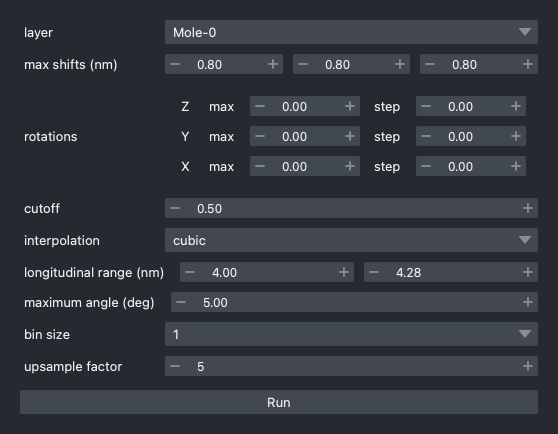 layer Mole-0
max shifts (nm) − 0.80 + − 0.80 + − 0.80 +
Z max − 0.00 + step − 0.00 +
rotations Y max − 0.00 + step − 0.00 +
X max − 0.00 + step − 0.00 +
cutoff − 0.50 +
interpolation cubic
longitudinal range (nm) − 4.00 + − 4.28 +
maximum angle (deg) − 5.00 +
bin size 1
upsample factor − 5 +
Run